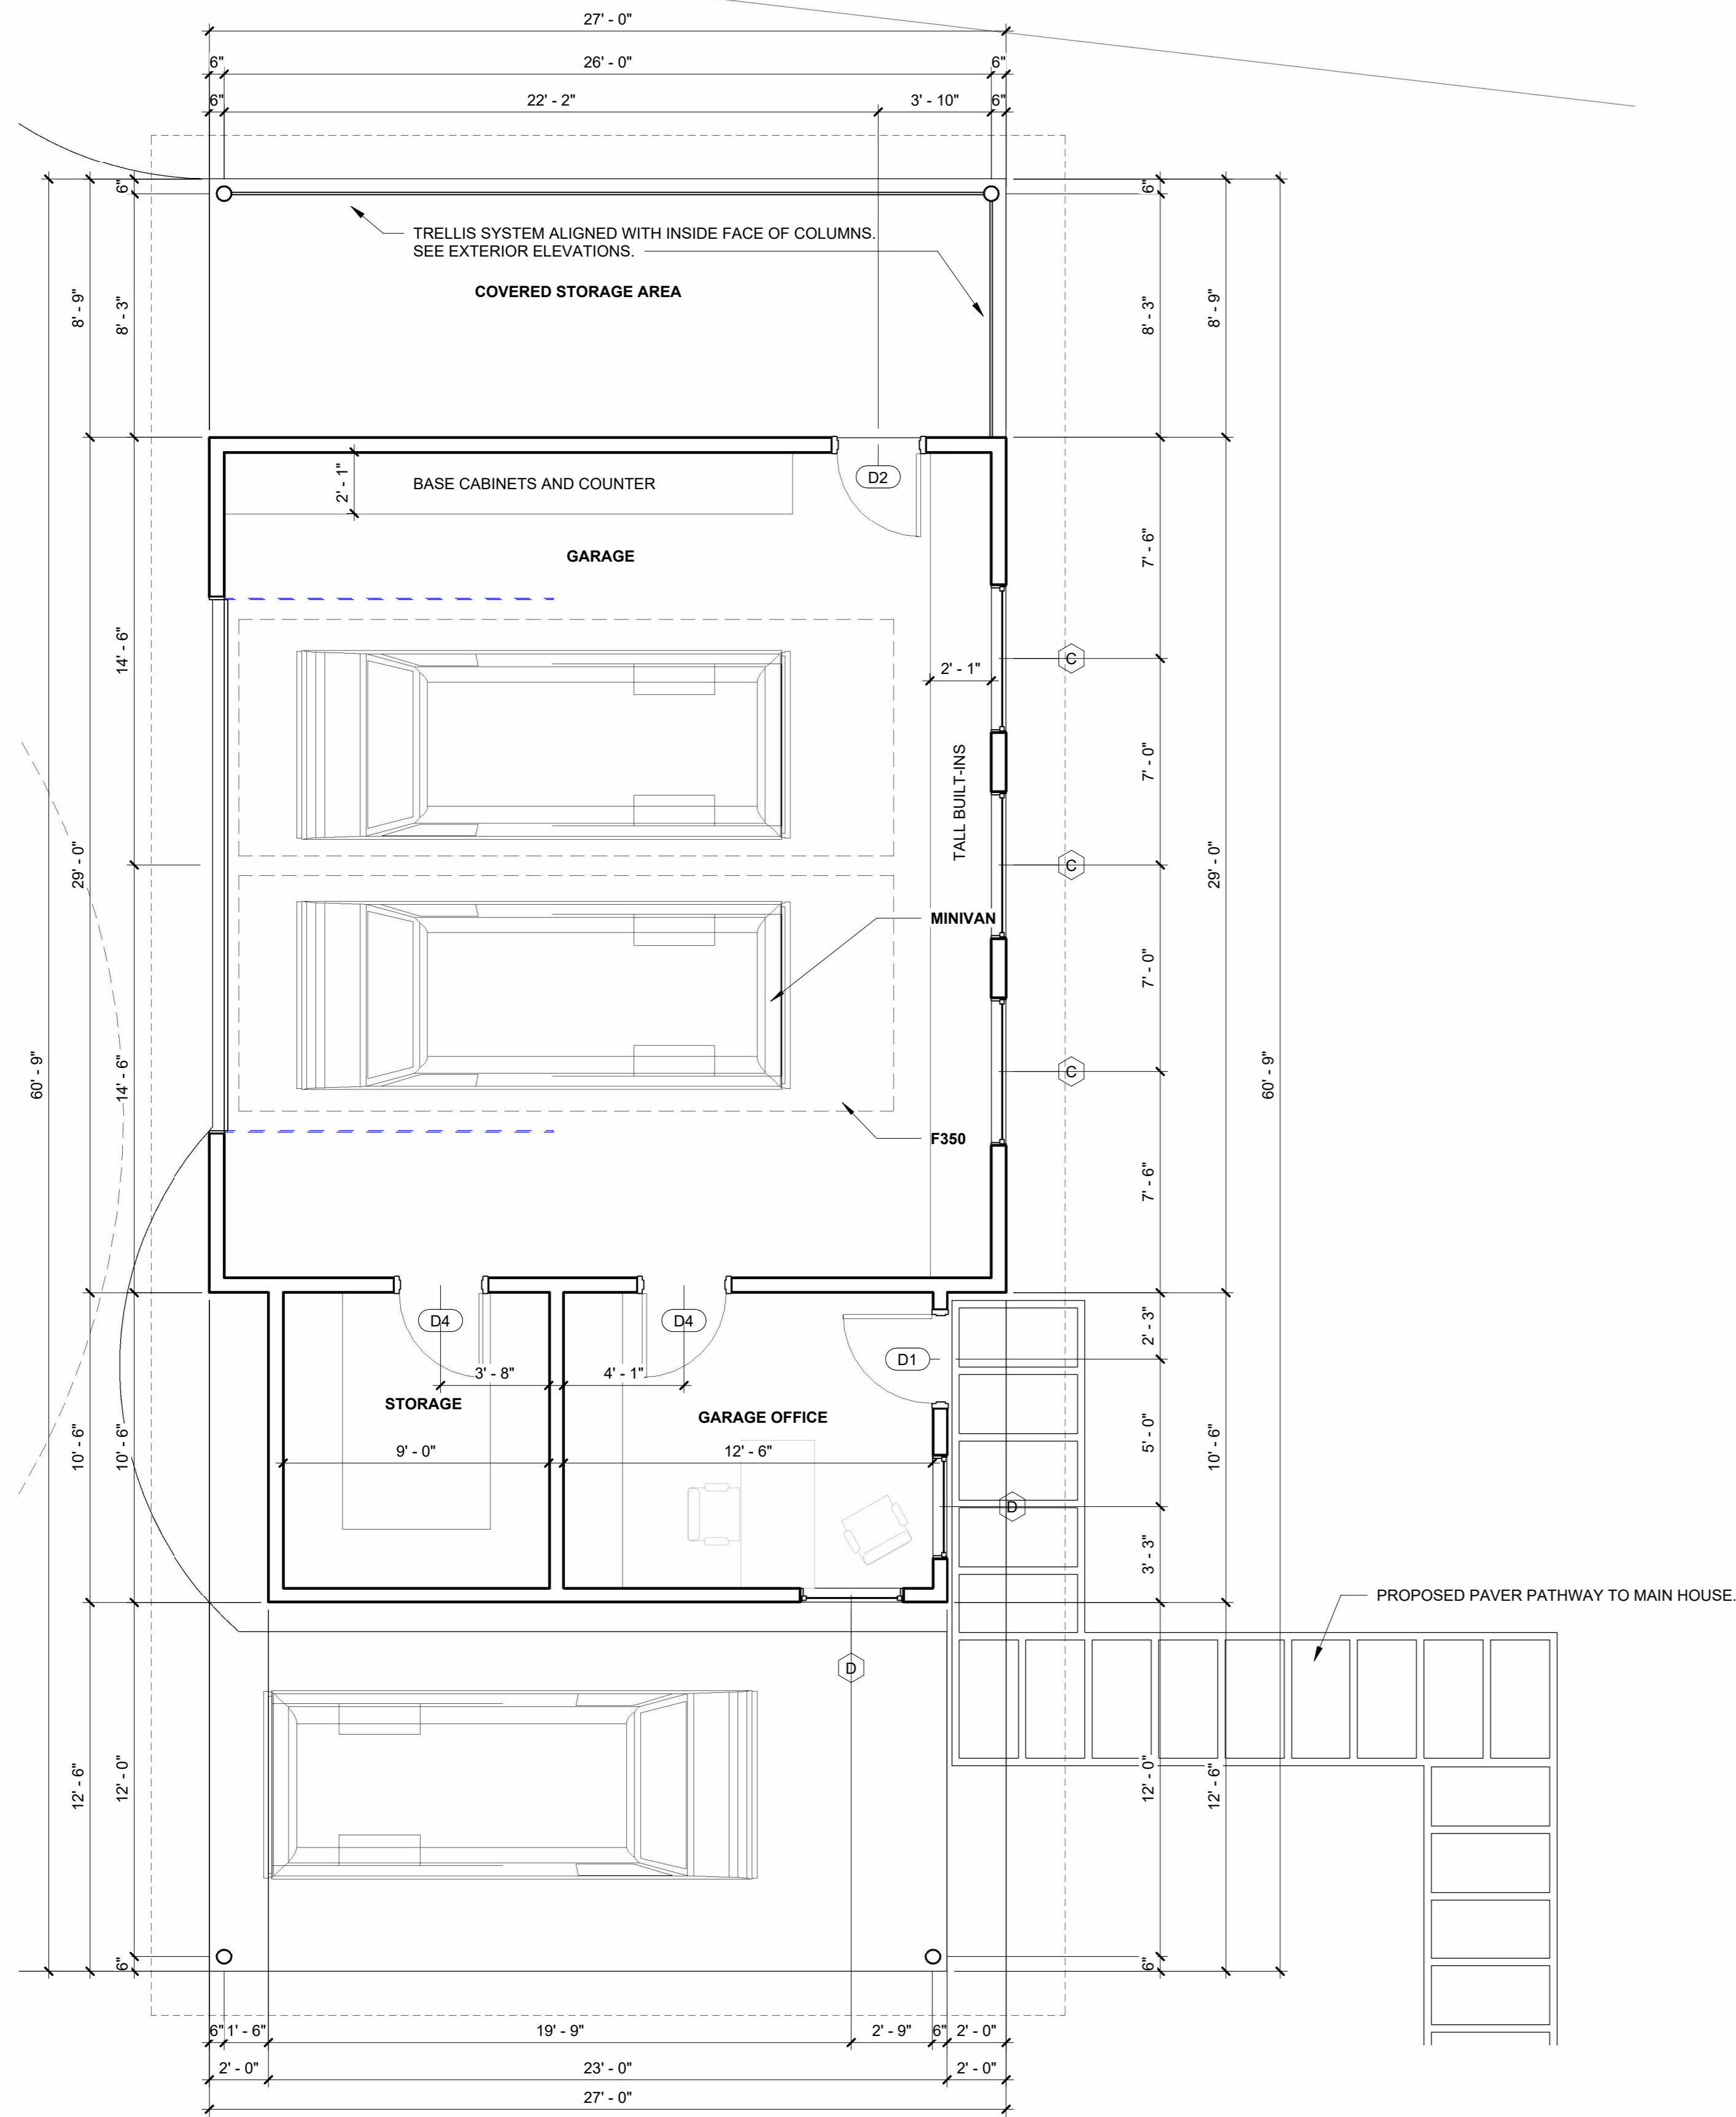 27' - 0"
6"
26' - 0"
6"
6"
22' - 2"
3' - 10"
6"
6"
6"
TRELLIS SYSTEM ALIGNED WITH INSIDE FACE OF COLUMNS.
SEE EXTERIOR ELEVATIONS.
COVERED STORAGE AREA
8' - 9"
8' - 3"
8' - 3"
8' - 9"
2' - 1"
BASE CABINETS AND COUNTER
D2
GARAGE
7' - 6"
14' - 6"
C
2' - 1"
7' - 0"
TALL BUILT-INS
29' - 0"
C
29' - 0"
MINIVAN
7' - 0"
60' - 9"
14' - 6"
C
60' - 9"
F350
7' - 6"
D4
D4
2' - 3"
D1
3' - 8"
4' - 1"
STORAGE
GARAGE OFFICE
10' - 6"
10' - 6"
9' - 0"
12' - 6"
5' - 0"
10' - 6"
D
3' - 3"
PROPOSED PAVER PATHWAY TO MAIN HOUSE.
D
12' - 6"
12' - 0"
12' - 0"
12' - 6"
6"
6"
6"
1' - 6"
19' - 9"
2' - 9"
6"
2' - 0"
2' - 0"
23' - 0"
2' - 0"
27' - 0"